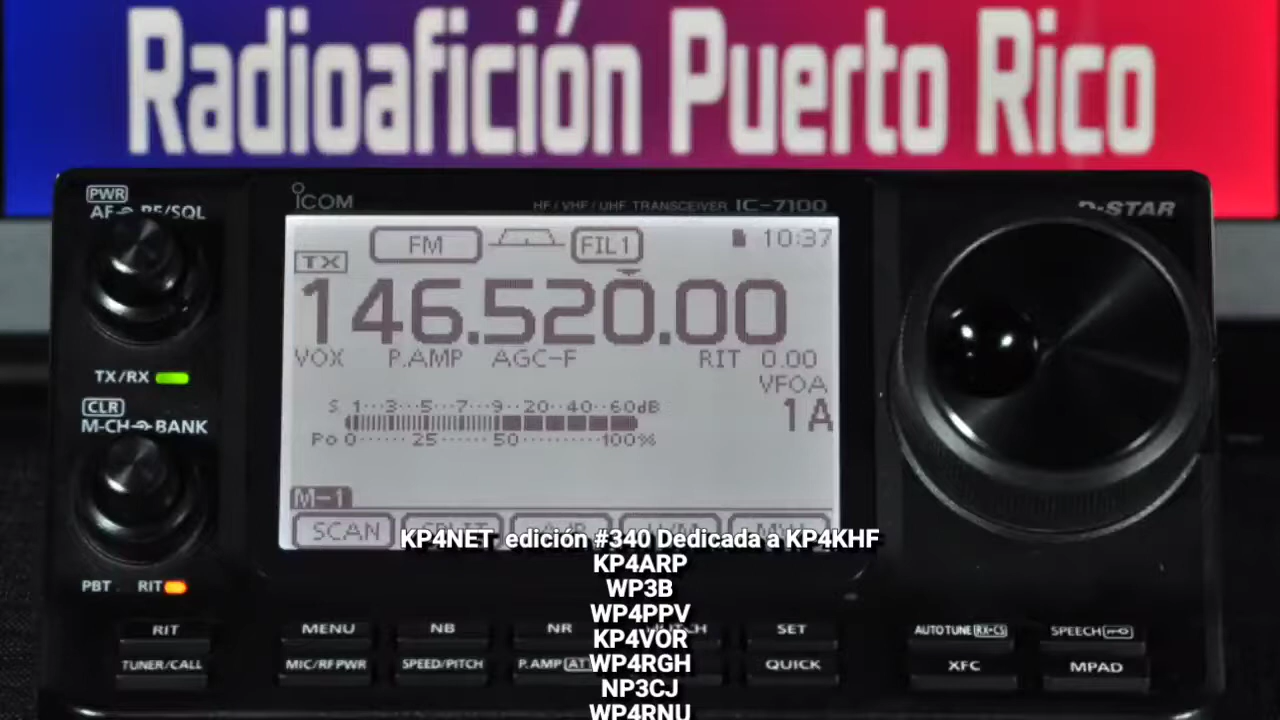 Radioafición Puerto Rico
PWR
AF RF/SQL
ICOM
HF/VHF/UHF TRANSCEIVER IC-7100
D-STAR
FM
FIL1
10:37
TX
146.520.00
VOX P.AMP AGC-F
RIT 0.00
VFOA
1A
TX/RX
CLR
M-CH BANK
S 1···3···5···7···9···20···40···60dB
Po 0······25······50··········100%
M-1
SCAN
KP4NET edición #340 Dedicada a KP4KHF
KP4ARP
WP3B
WP4PPV
KP4VOR
WP4RGH
NP3CJ
WP4RNU
PBT RIT
RIT MENU NB NR SET AUTOTUNE RX-CS SPEECH
TUNER/CALL MIC/RF PWR SPEED/PITCH P.AMP QUICK XFC MPAD